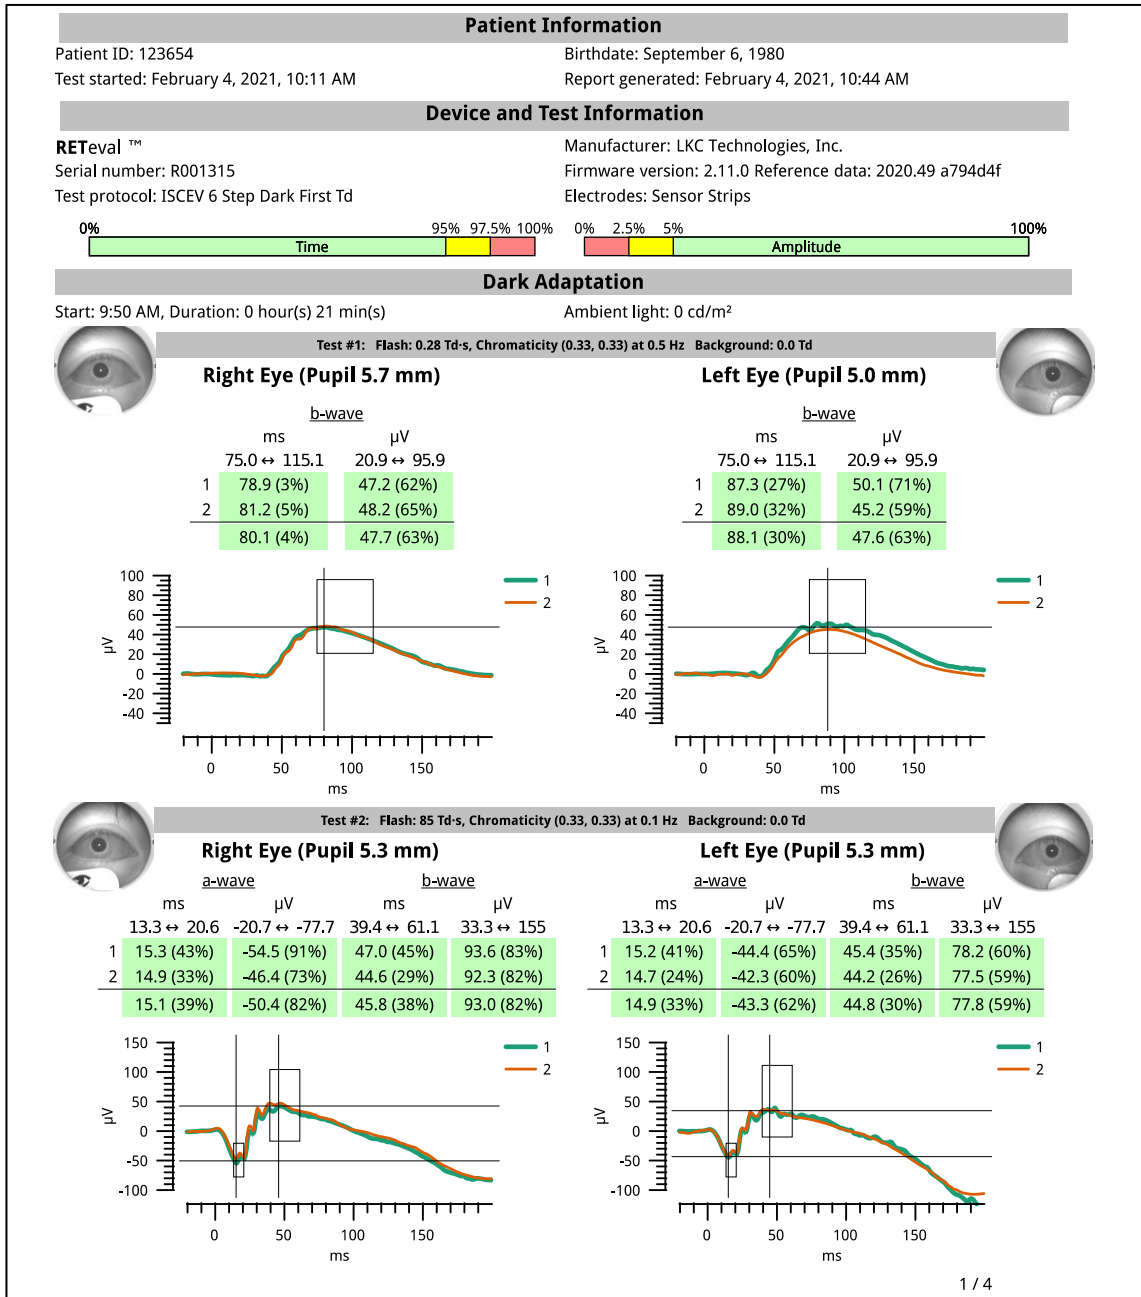 Patient Information
Patient ID: 123654 Birthdate: September 6, 1980
Test started: February 4, 2021, 10:11 AM Report generated: February 4, 2021, 10:44 AM
Device and Test Information
RETeval ™ Manufacturer: LKC Technologies, Inc.
Serial number: R001315 Firmware version: 2.11.0 Reference data: 2020.49 a794d4f
Test protocol: ISCEV 6 Step Dark First Td Electrodes: Sensor Strips
0% 95% 97.5% 100% 0% 2.5% 5% 100%
Time Amplitude
Dark Adaptation
Start: 9:50 AM, Duration: 0 hour(s) 21 min(s) Ambient light: 0 cd/m²
Test #1: Flash: 0.28 Td·s, Chromaticity (0.33, 0.33) at 0.5 Hz Background: 0.0 Td
Right Eye (Pupil 5.7 mm) Left Eye (Pupil 5.0 mm)
b-wave b-wave
ms µV ms µV
75.0 ↔ 115.1 20.9 ↔ 95.9 75.0 ↔ 115.1 20.9 ↔ 95.9
1 78.9 (3%) 47.2 (62%) 1 87.3 (27%) 50.1 (71%)
2 81.2 (5%) 48.2 (65%) 2 89.0 (32%) 45.2 (59%)
80.1 (4%) 47.7 (63%) 88.1 (30%) 47.6 (63%)
100 1 100 1
80 2 80 2
60 60
40 40
µV 20 µV 20
0 0
-20 -20
-40 -40
0 50 100 150 0 50 100 150
ms ms
Test #2: Flash: 85 Td·s, Chromaticity (0.33, 0.33) at 0.1 Hz Background: 0.0 Td
Right Eye (Pupil 5.3 mm) Left Eye (Pupil 5.3 mm)
a-wave b-wave a-wave b-wave
ms µV ms µV ms µV ms µV
13.3 ↔ 20.6 -20.7 ↔ -77.7 39.4 ↔ 61.1 33.3 ↔ 155 13.3 ↔ 20.6 -20.7 ↔ -77.7 39.4 ↔ 61.1 33.3 ↔ 155
1 15.3 (43%) -54.5 (91%) 47.0 (45%) 93.6 (83%) 1 15.2 (41%) -44.4 (65%) 45.4 (35%) 78.2 (60%)
2 14.9 (33%) -46.4 (73%) 44.6 (29%) 92.3 (82%) 2 14.7 (24%) -42.3 (60%) 44.2 (26%) 77.5 (59%)
15.1 (39%) -50.4 (82%) 45.8 (38%) 93.0 (82%) 14.9 (33%) -43.3 (62%) 44.8 (30%) 77.8 (59%)
150 1 150 1
100 2 100 2
µV 50 µV 50
0 0
-50 -50
-100 -100
0 50 100 150 0 50 100 150
ms ms
1 / 4